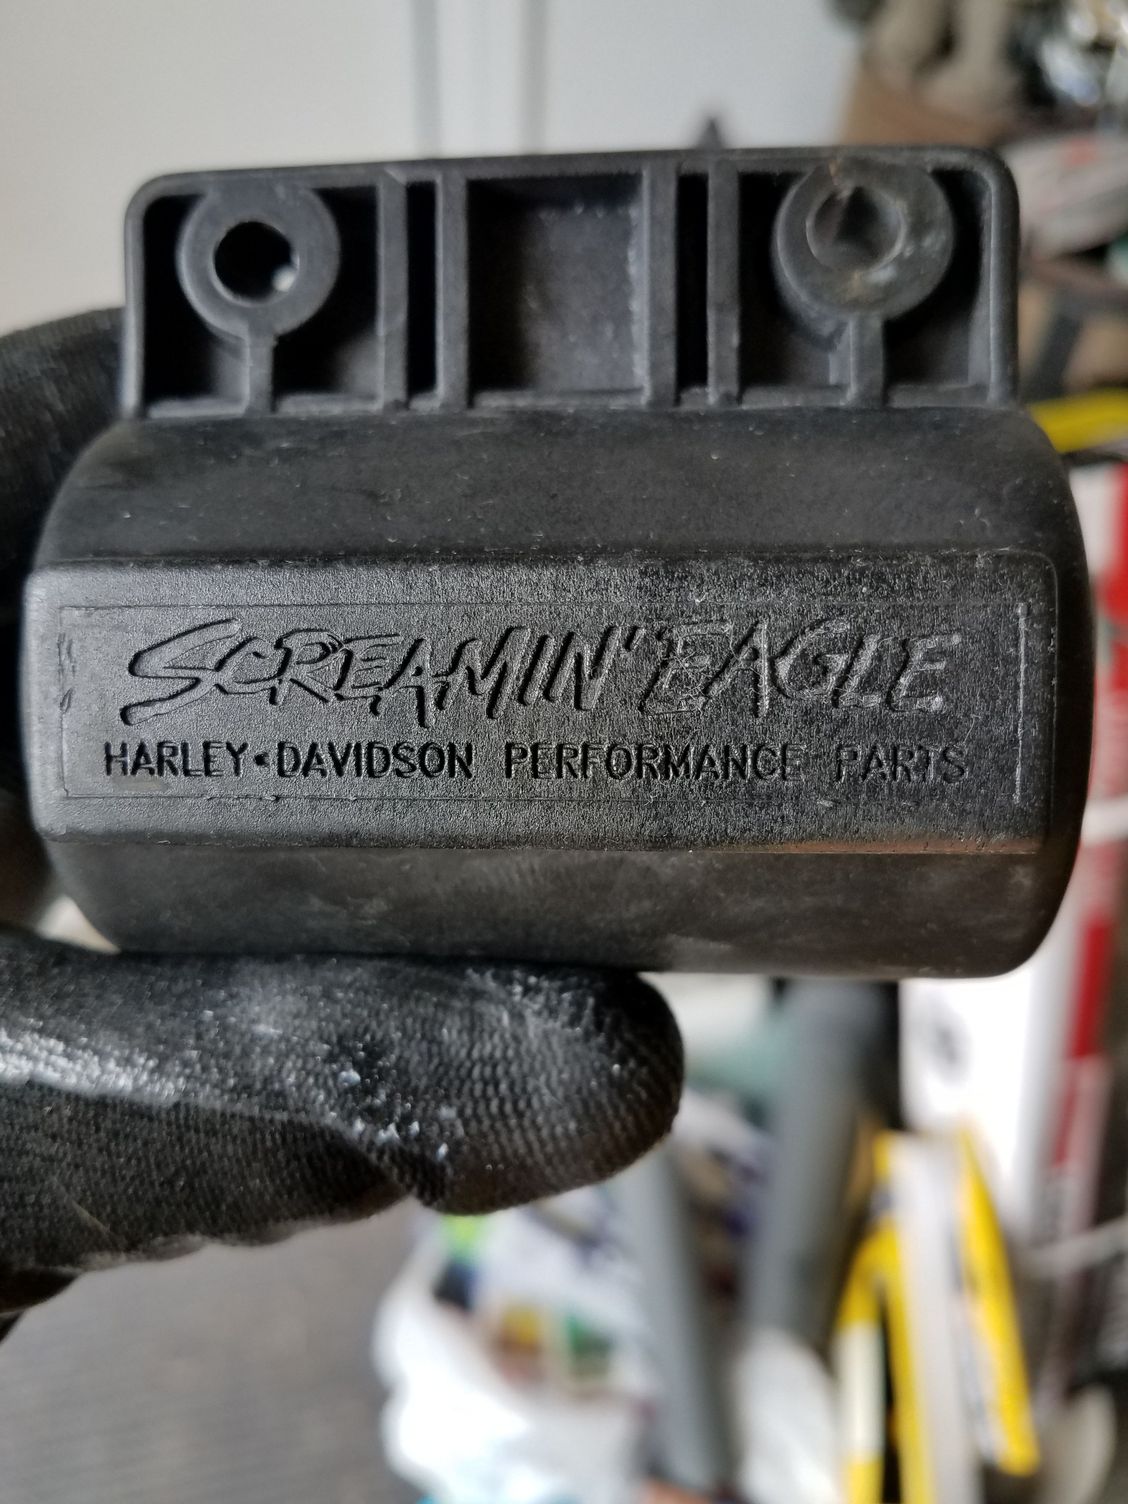 SCREAMIN' EAGLE
HARLEY-DAVIDSON PERFORMANCE PARTS